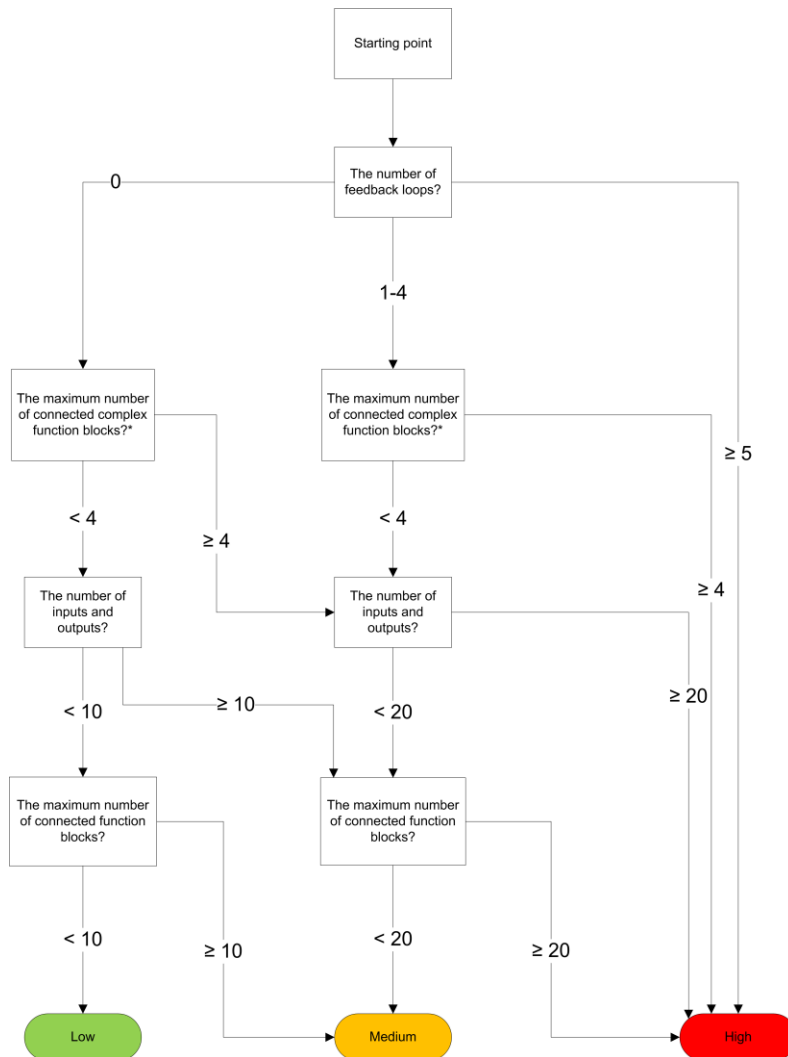 Starting point
The number of
feedback loops?
0
1-4
The maximum number
of connected complex
function blocks?*
The maximum number
of connected complex
function blocks?*
≥ 5
< 4
≥ 4
< 4
≥ 4
The number of
inputs and
outputs?
The number of
inputs and
outputs?
< 10
≥ 10
< 20
≥ 20
The maximum number
of connected function
blocks?
The maximum number
of connected function
blocks?
< 10
≥ 10
< 20
≥ 20
Low
Medium
High